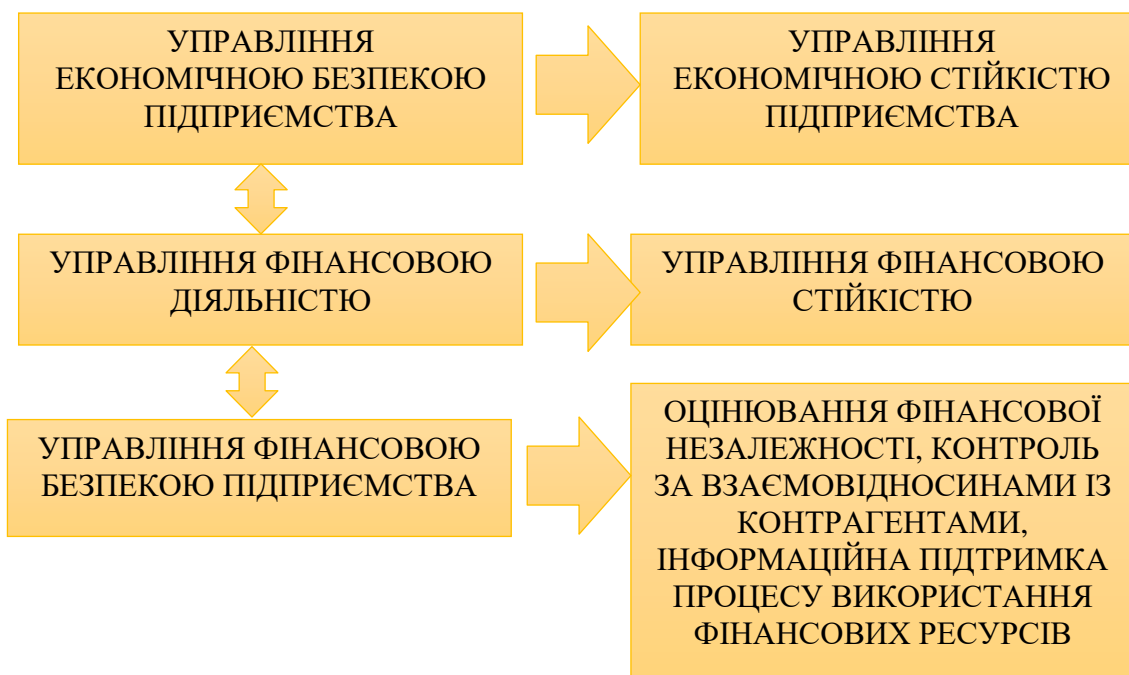 УПРАВЛІННЯ
ЕКОНОМІЧНОЮ БЕЗПЕКОЮ
ПІДПРИЄМСТВА
УПРАВЛІННЯ
ЕКОНОМІЧНОЮ СТІЙКІСТЮ
ПІДПРИЄМСТВА
УПРАВЛІННЯ ФІНАНСОВОЮ
ДІЯЛЬНІСТЮ
УПРАВЛІННЯ ФІНАНСОВОЮ
СТІЙКІСТЮ
УПРАВЛІННЯ ФІНАНСОВОЮ
БЕЗПЕКОЮ ПІДПРИЄМСТВА
ОЦІНЮВАННЯ ФІНАНСОВОЇ
НЕЗАЛЕЖНОСТІ, КОНТРОЛЬ
ЗА ВЗАЄМОВІДНОСИНАМИ ІЗ
КОНТРАГЕНТАМИ,
ІНФОРМАЦІЙНА ПІДТРИМКА
ПРОЦЕСУ ВИКОРИСТАННЯ
ФІНАНСОВИХ РЕСУРСІВ